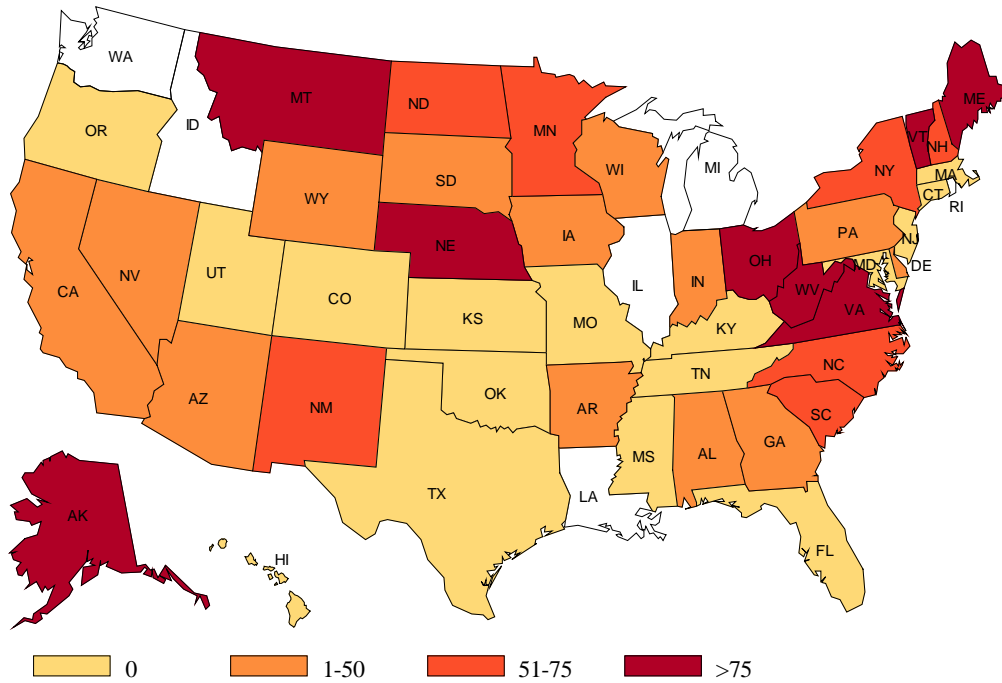 WA
MT
ME
ND
VT
OR
ID
MN
NH
MI
NY
MA
WI
SD
CT
WY
RI
PA
IA
NJ
NE
OH
MD
DE
NV
UT
IL
IN
CA
CO
WV
VA
KS
MO
KY
NC
TN
OK
AZ
NM
AR
SC
GA
MS
AL
TX
LA
AK
FL
HI
0 1-50 51-75 >75